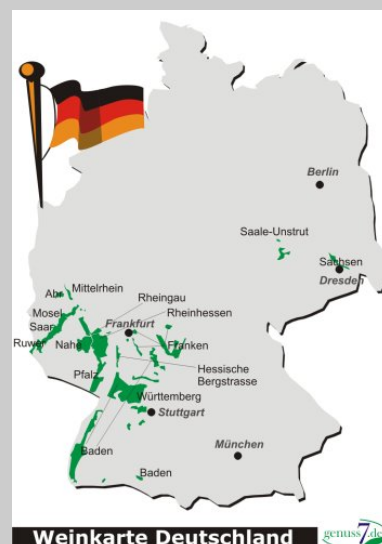 Berlin
Saale-Unstrut
Sachsen
Dresden
Ahr
Mittelrhein
Rheingau
Mosel
Rheinhessen
Saar
Frankfurt
Ruwer
Nahe
Franken
Hessische
Bergstrasse
Pfalz
Württemberg
Stuttgart
Baden
München
Baden
Weinkarte Deutschland
genuss7.de